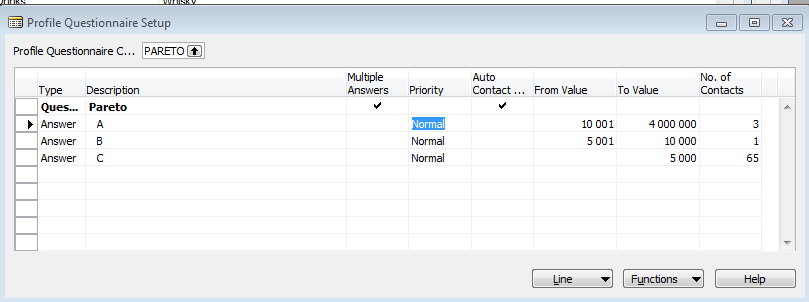 Whisky
Profile Questionnaire Setup
Profile Questionnaire C... PARETO
Type Description Multiple Answers Priority Auto Contact ... From Value To Value No. of Contacts
Ques... Pareto
Answer A Normal 10 001 4 000 000 3
Answer B Normal 5 001 10 000 1
Answer C Normal 5 000 65
Line Functions Help